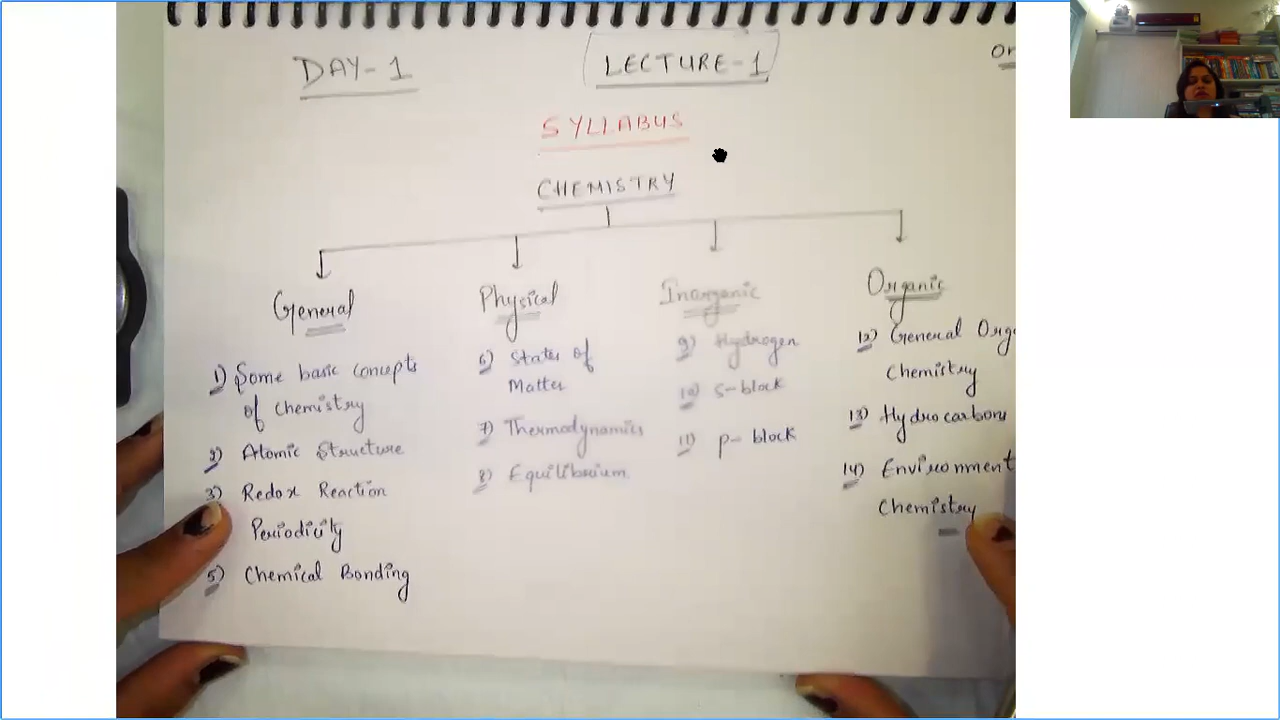 DAY-1
LECTURE-1
SYLLABUS
CHEMISTRY
General
1) Some basic Concepts
of Chemistry
2) Atomic Structure
3) Redox Reaction
Periodicity
5) Chemical Bonding
Physical
6) States of
Matter
7) Thermodynamics
8) Equilibrium
Inorganic
9) Hydrogen
10) s-block
11) p-block
Organic
12) General
Chemistry
13) Hydrocarbons
14) Environment
Chemistry